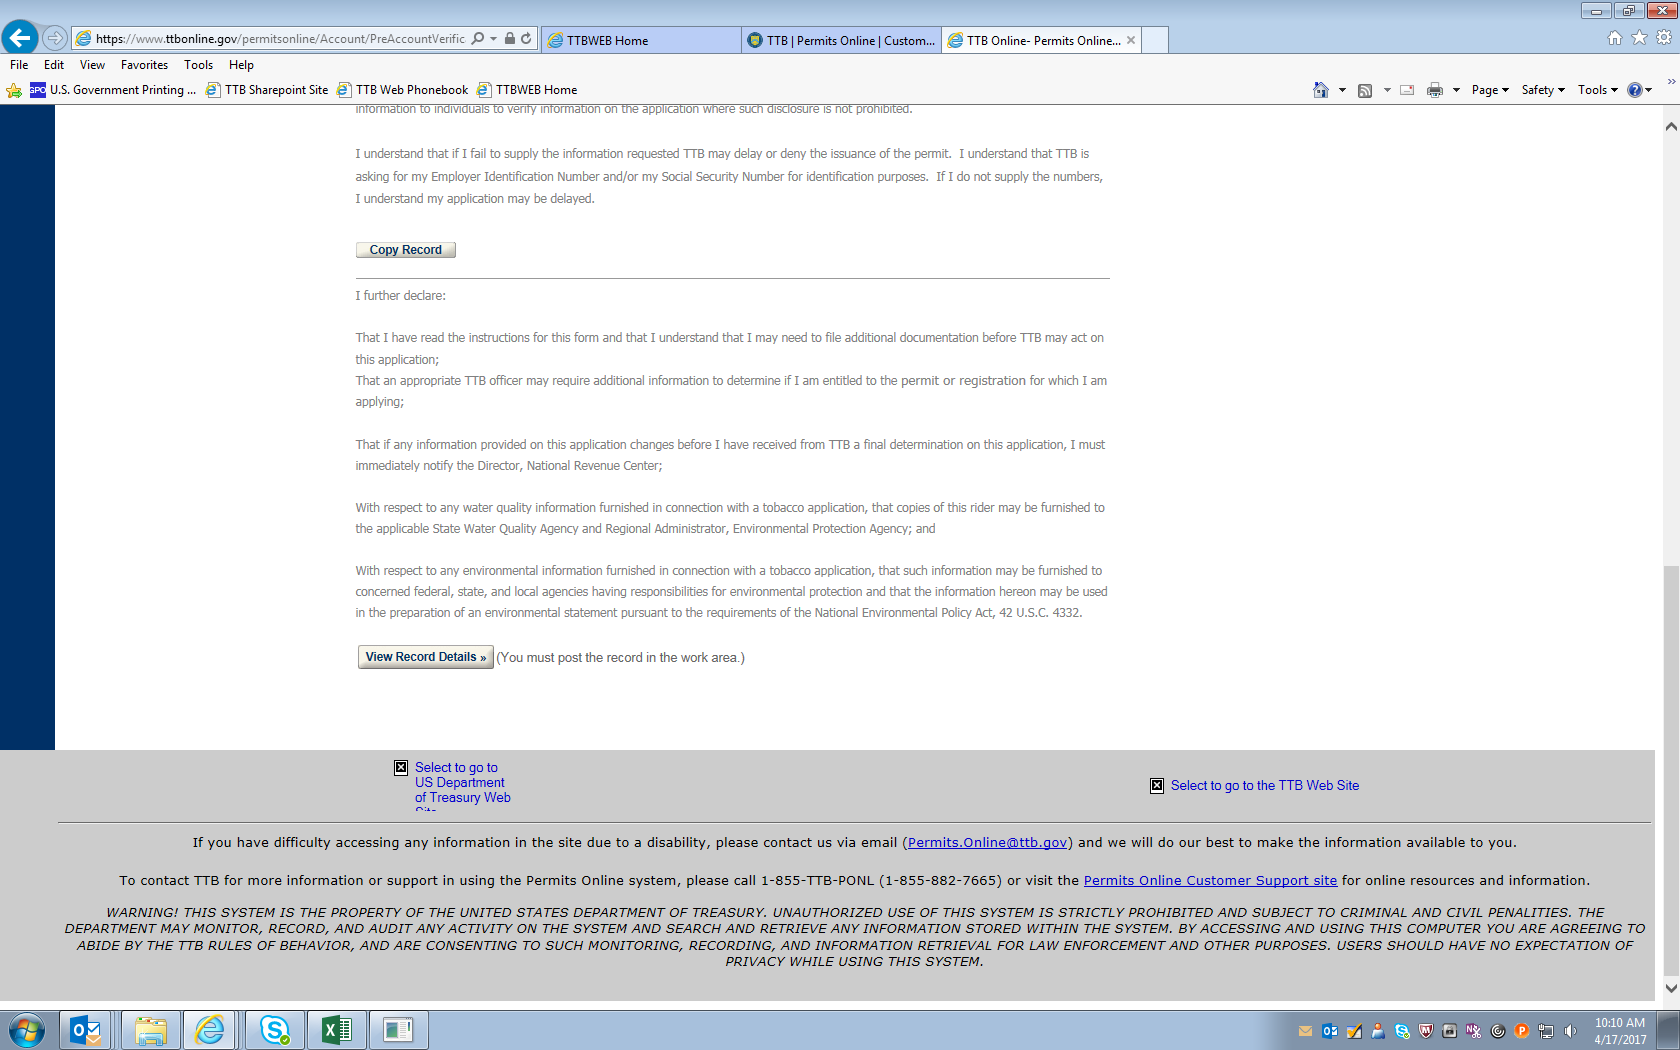 https://www.ttbonline.gov/permitsonline/Account/PreAccountVerific
TTBWEB Home
TTB | Permits Online | Custom...
TTB Online- Permits Online...
File Edit View Favorites Tools Help
GPO U.S. Government Printing ...
TTB Sharepoint Site
TTB Web Phonebook
TTBWEB Home
Page Safety Tools
information to individuals to verify information on the application where such disclosure is not prohibited.
I understand that if I fail to supply the information requested TTB may delay or deny the issuance of the permit. I understand that TTB is
asking for my Employer Identification Number and/or my Social Security Number for identification purposes. If I do not supply the numbers,
I understand my application may be delayed.
Copy Record
I further declare:
That I have read the instructions for this form and that I understand that I may need to file additional documentation before TTB may act on
this application;
That an appropriate TTB officer may require additional information to determine if I am entitled to the permit or registration for which I am
applying;
That if any information provided on this application changes before I have received from TTB a final determination on this application, I must
immediately notify the Director, National Revenue Center;
With respect to any water quality information furnished in connection with a tobacco application, that copies of this rider may be furnished to
the applicable State Water Quality Agency and Regional Administrator, Environmental Protection Agency; and
With respect to any environmental information furnished in connection with a tobacco application, that such information may be furnished to
concerned federal, state, and local agencies having responsibilities for environmental protection and that the information hereon may be used
in the preparation of an environmental statement pursuant to the requirements of the National Environmental Policy Act, 42 U.S.C. 4332.
View Record Details » (You must post the record in the work area.)
Select to go to
US Department
of Treasury Web
Site
Select to go to the TTB Web Site
If you have difficulty accessing any information in the site due to a disability, please contact us via email (Permits.Online@ttb.gov) and we will do our best to make the information available to you.
To contact TTB for more information or support in using the Permits Online system, please call 1-855-TTB-PONL (1-855-882-7665) or visit the Permits Online Customer Support site for online resources and information.
WARNING! THIS SYSTEM IS THE PROPERTY OF THE UNITED STATES DEPARTMENT OF TREASURY. UNAUTHORIZED USE OF THIS SYSTEM IS STRICTLY PROHIBITED AND SUBJECT TO CRIMINAL AND CIVIL PENALITIES. THE
DEPARTMENT MAY MONITOR, RECORD, AND AUDIT ANY ACTIVITY ON THE SYSTEM AND SEARCH AND RETRIEVE ANY INFORMATION STORED WITHIN THE SYSTEM. BY ACCESSING AND USING THIS COMPUTER YOU ARE AGREEING TO
ABIDE BY THE TTB RULES OF BEHAVIOR, AND ARE CONSENTING TO SUCH MONITORING, RECORDING, AND INFORMATION RETRIEVAL FOR LAW ENFORCEMENT AND OTHER PURPOSES. USERS SHOULD HAVE NO EXPECTATION OF
PRIVACY WHILE USING THIS SYSTEM.
10:10 AM
4/17/2017